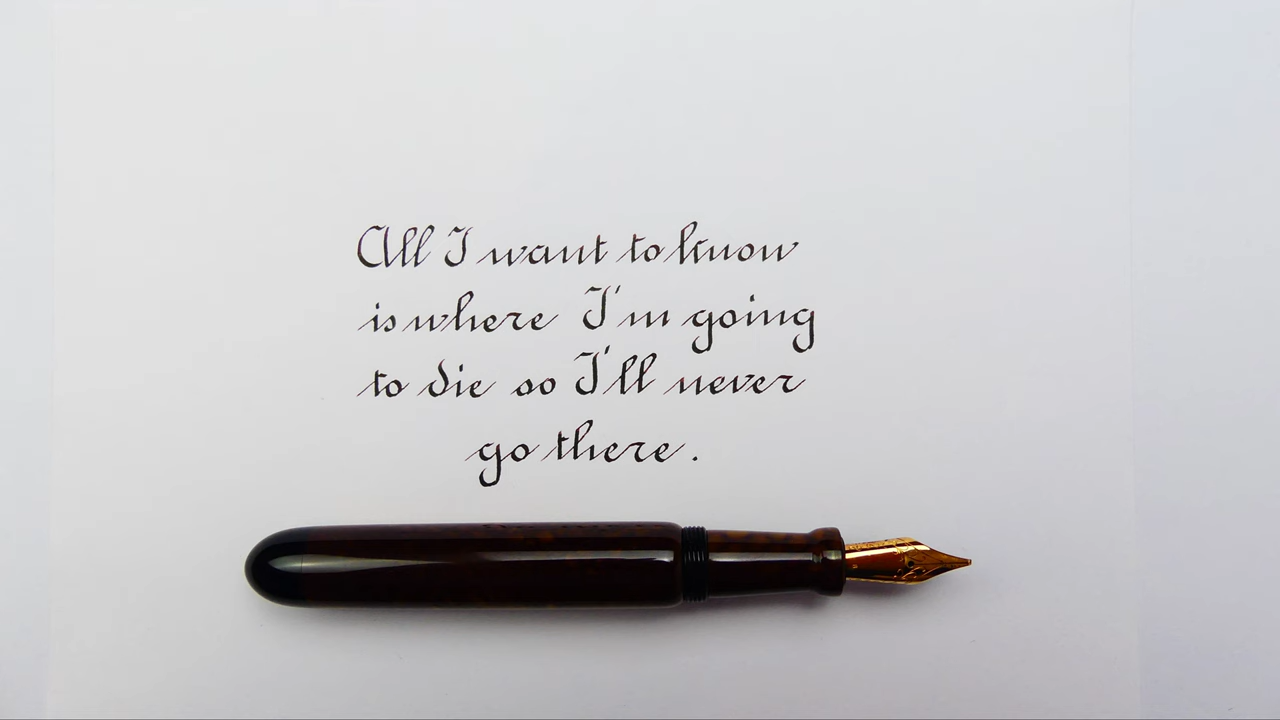 All I want to know
is where I'm going
to die so I'll never
go there.